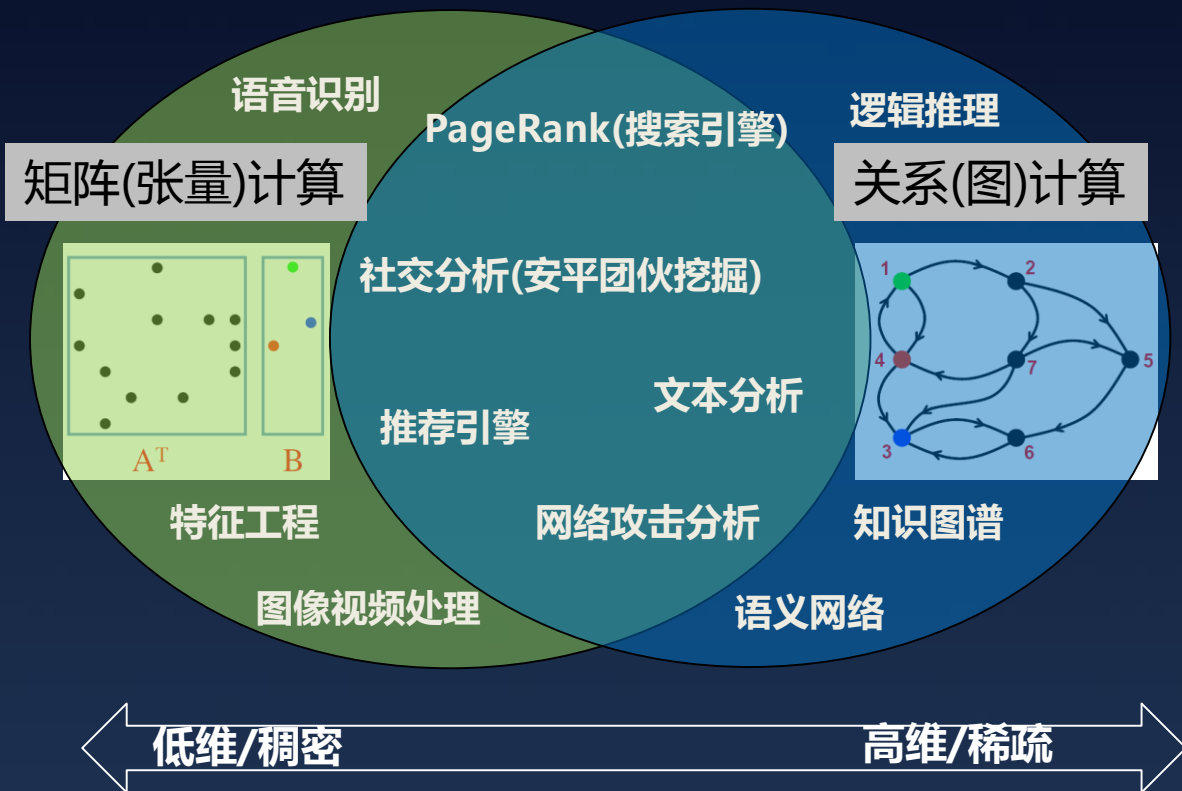 语音识别
PageRank(搜索引擎)
逻辑推理
矩阵(张量)计算
关系(图)计算
社交分析(安平团伙挖掘)
1
2
4
7
5
3
6
Aᵀ
B
文本分析
推荐引擎
特征工程
网络攻击分析
知识图谱
图像视频处理
语义网络
低维/稠密
高维/稀疏